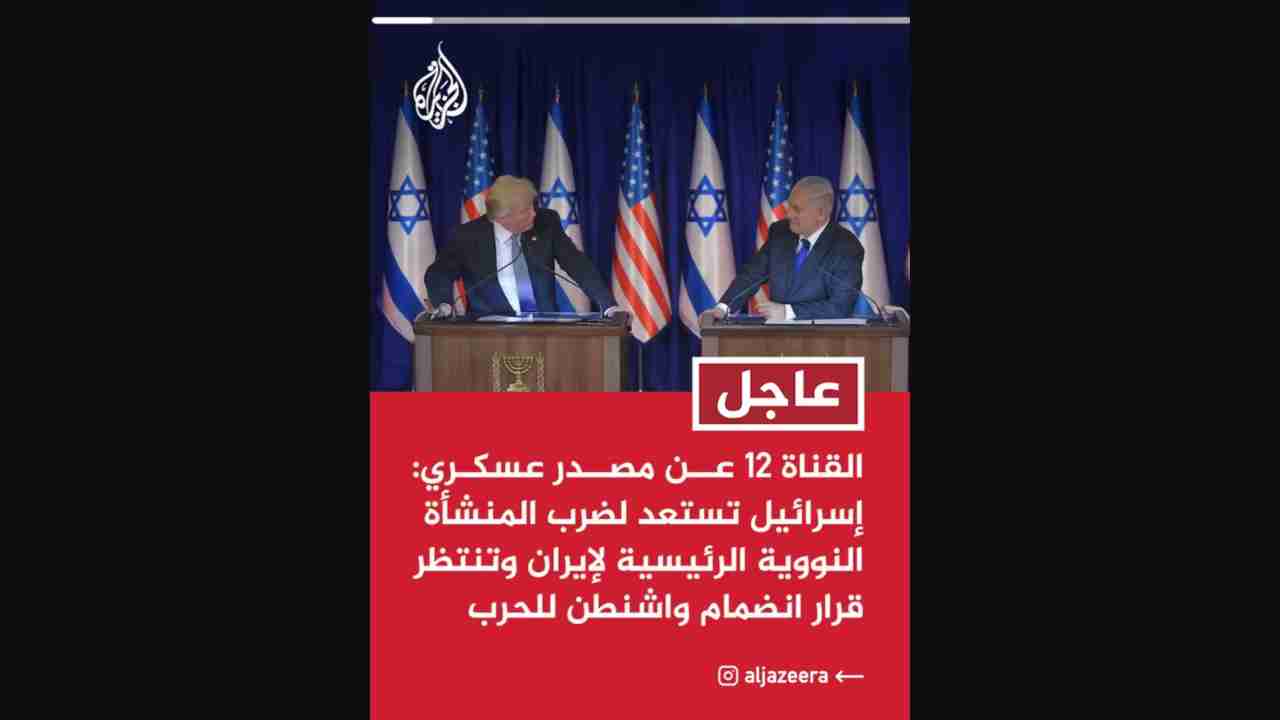 الجزيرة
عاجل
القناة 12 عن مصدر عسكري:
إسرائيل تستعد لضرب المنشأة
النووية الرئيسية لإيران وتنتظر
قرار انضمام واشنطن للحرب
aljazeera